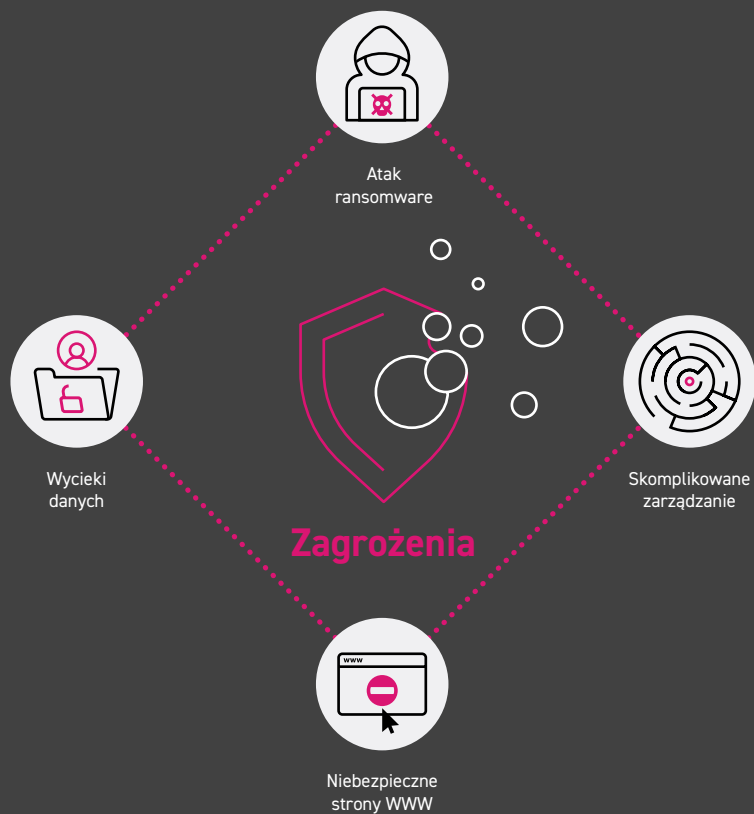 Atak
ransomware
Wycieki
danych
Skomplikowane
zarządzanie
Zagrożenia
www
Niebezpieczne
strony WWW